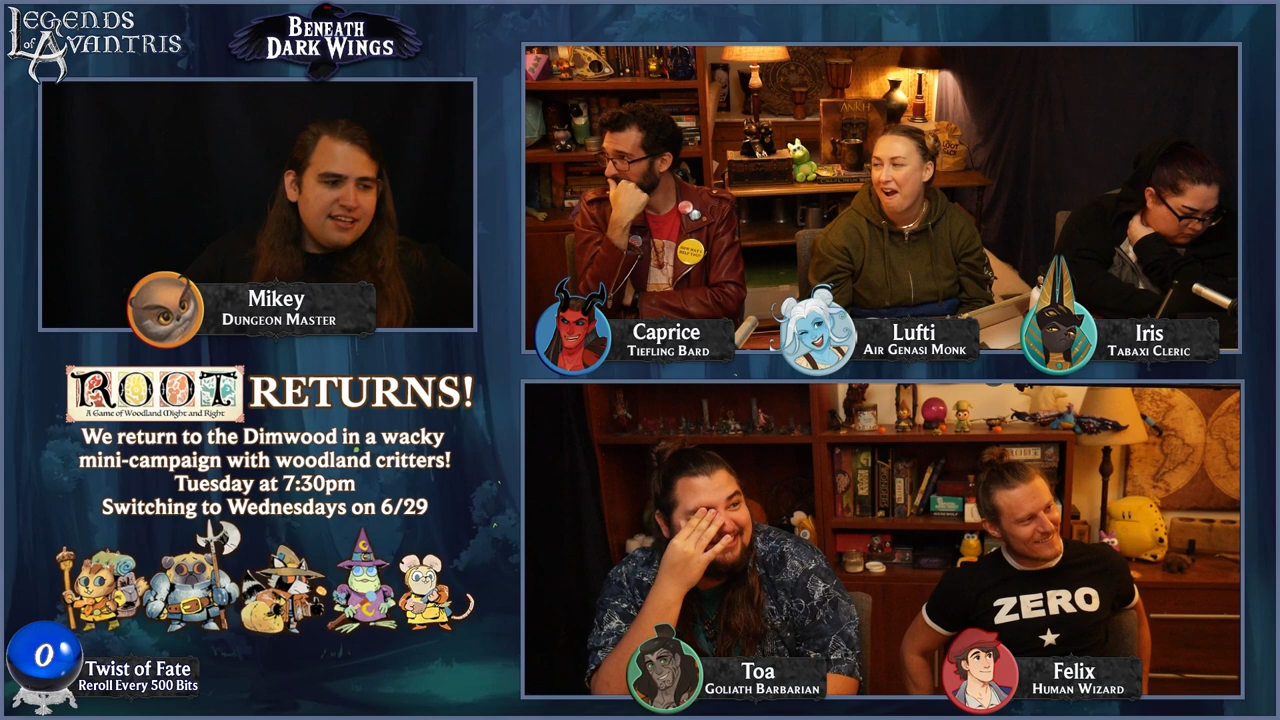 LEGENDS
of AVANTRIS
BENEATH
DARK WINGS
Mikey
DUNGEON MASTER
ANKH
LOOT
Caprice
TIEFLING BARD
Lufti
AIR GENASI MONK
Iris
TABAXI CLERIC
ROOT RETURNS!
A Game of Woodland Might and Right
We return to the Dimwood in a wacky
mini-campaign with woodland critters!
Tuesday at 7:30pm
Switching to Wednesdays on 6/29
0
Twist of Fate
Reroll Every 500 Bits
ROOT
ZERO
Toa
GOLIATH BARBARIAN
Felix
HUMAN WIZARD